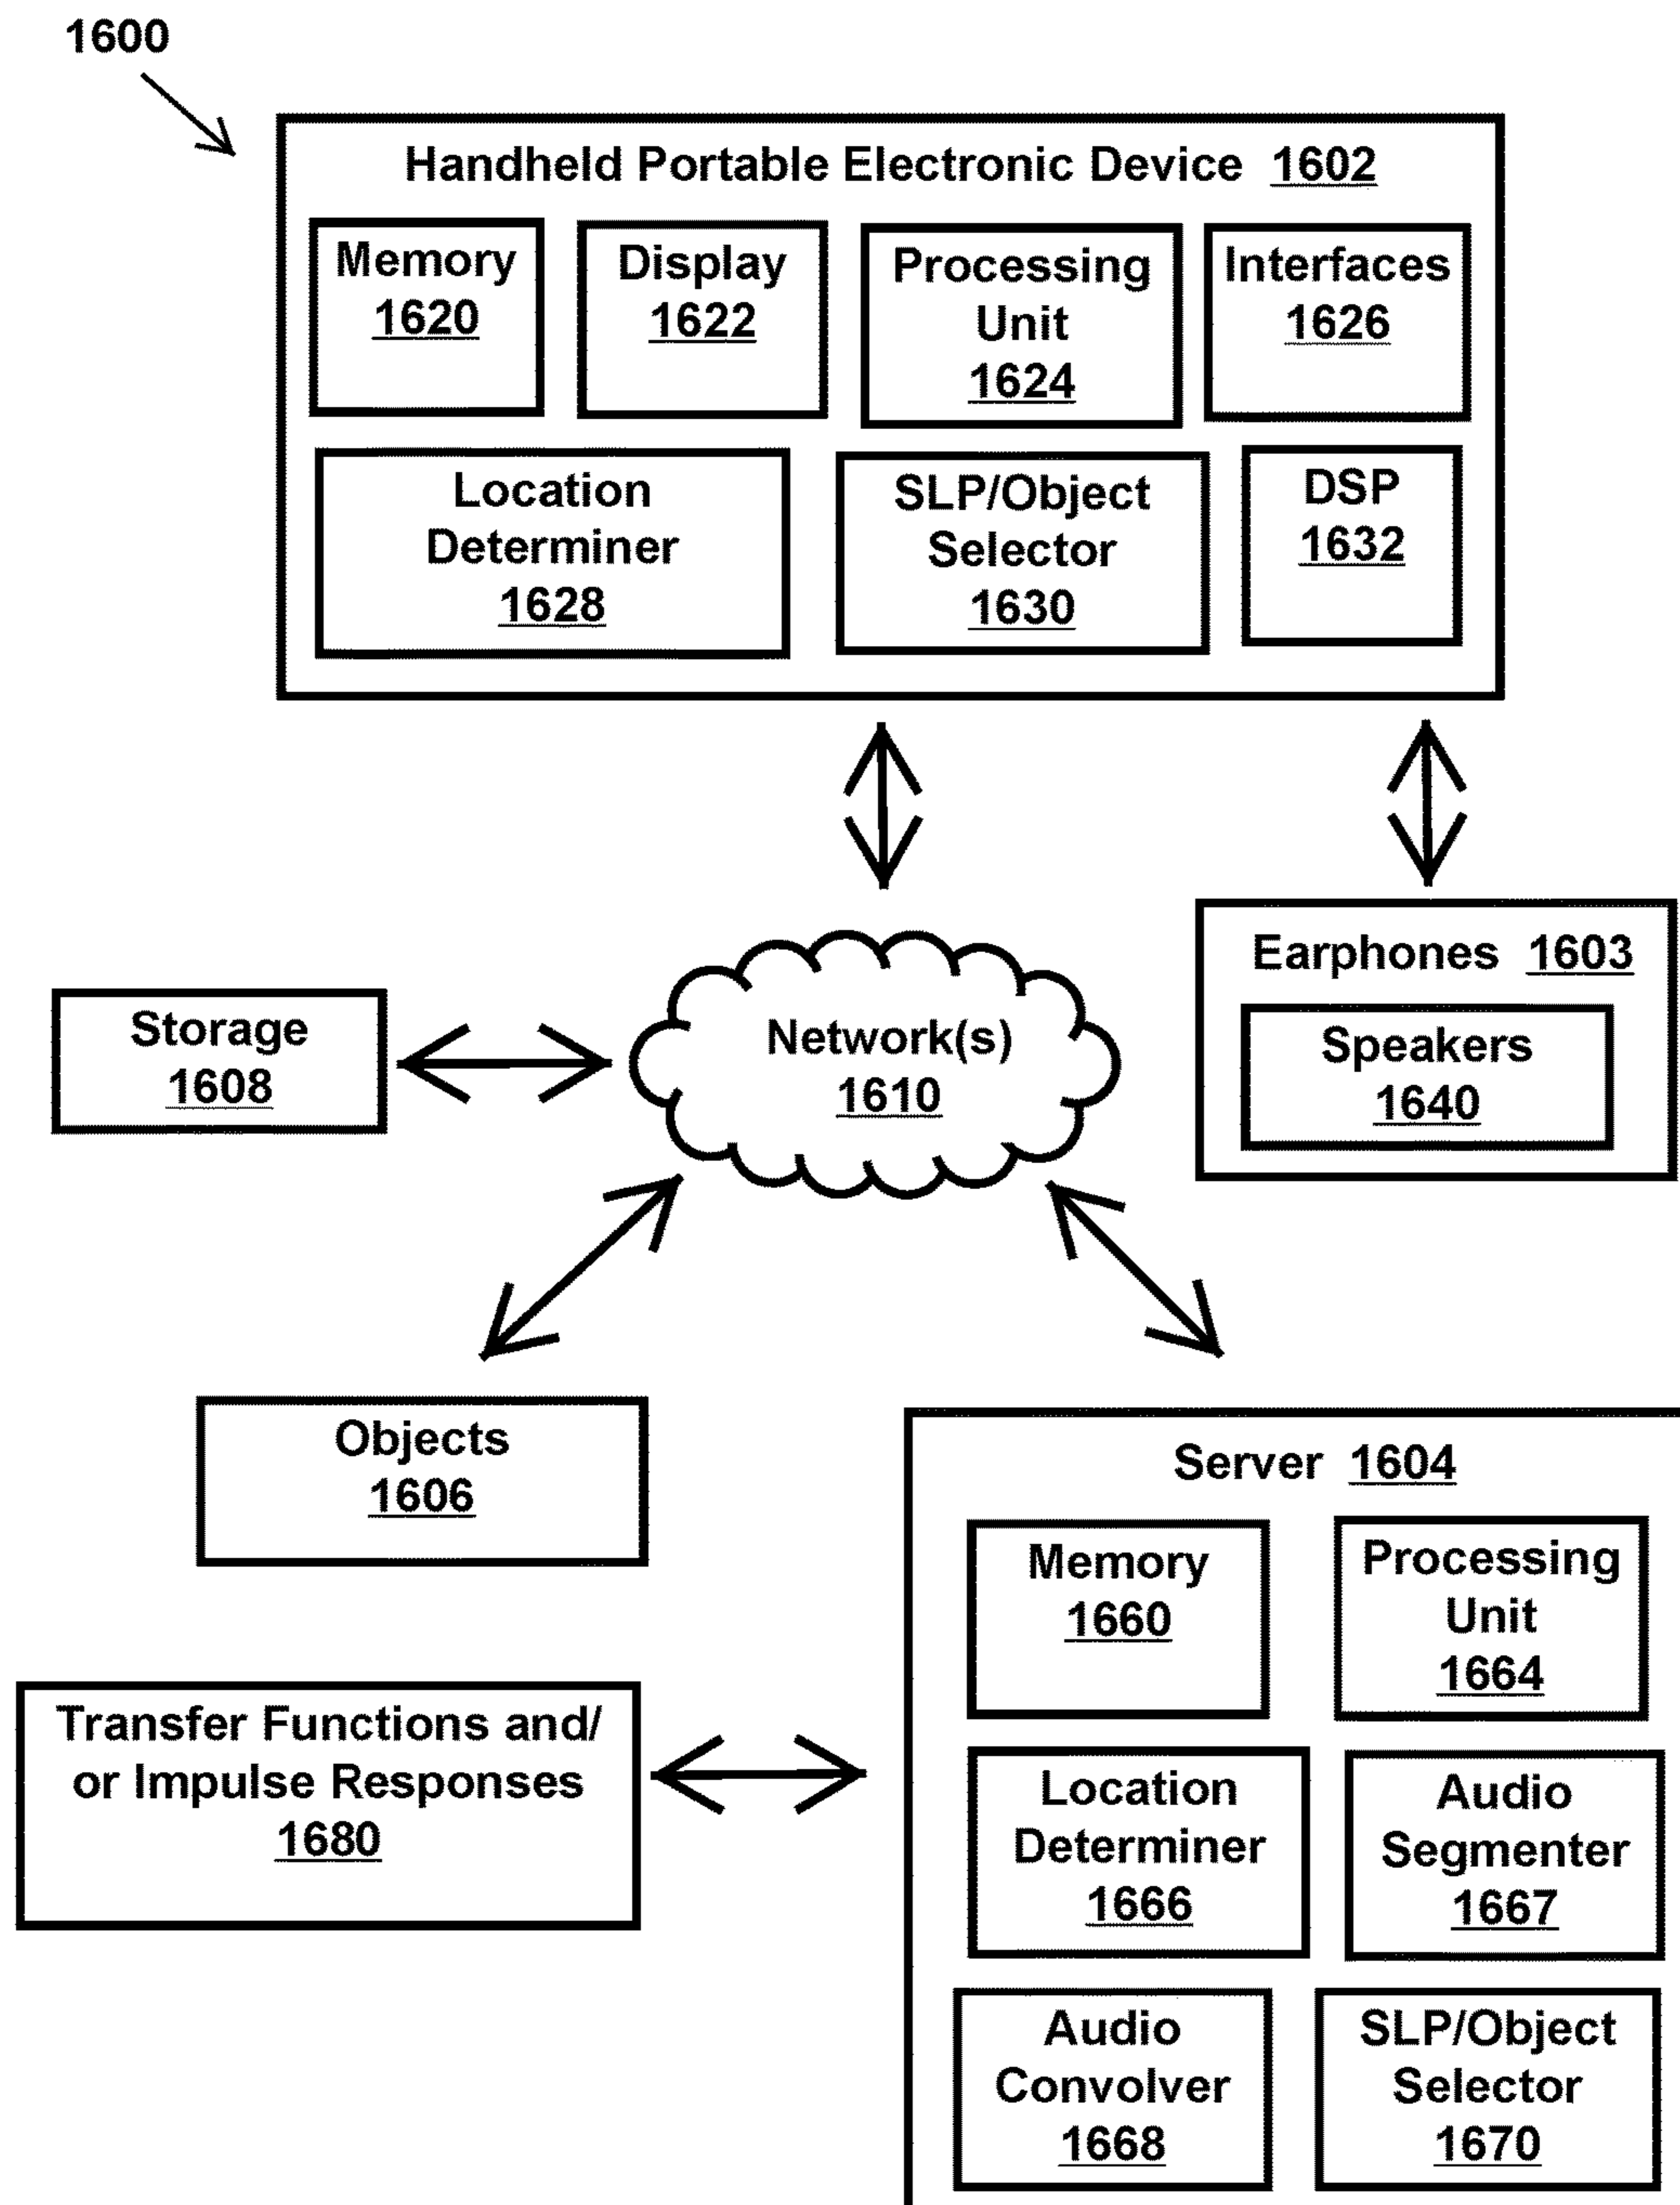 1600
Handheld Portable Electronic Device 1602
Memory
1620
Display
1622
Processing
Unit
1624
Interfaces
1626
Location
Determiner
1628
SLP/Object
Selector
1630
DSP
1632
Earphones 1603
Speakers
1640
Storage
1608
Network(s)
1610
Objects
1606
Server 1604
Memory
1660
Processing
Unit
1664
Transfer Functions and/
or Impulse Responses
1680
Location
Determiner
1666
Audio
Segmenter
1667
Audio
Convolver
1668
SLP/Object
Selector
1670